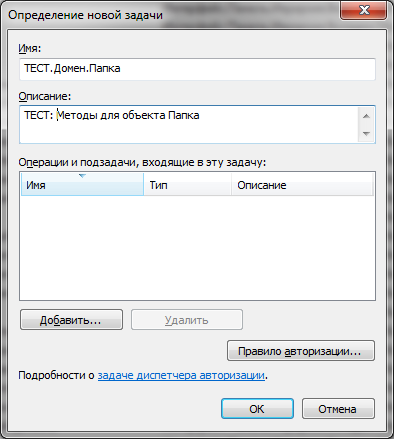 Определение новой задачи
Имя:
ТЕСТ.Домен.Папка
Описание:
ТЕСТ: Методы для объекта Папка
Операции и подзадачи, входящие в эту задачу:
Имя Тип Описание
Добавить... Удалить
Правило авторизации...
Подробности о задаче диспетчера авторизации.
ОК Отмена